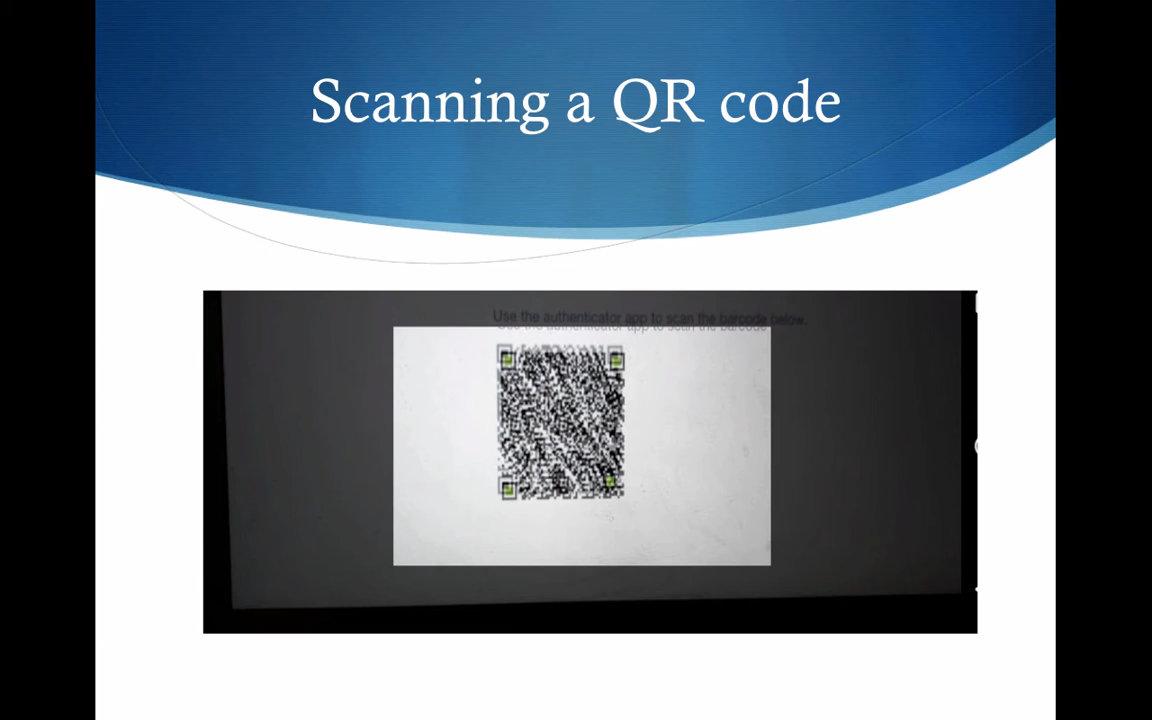 Scanning a QR code
Use the authenticator app to scan the barcode below.